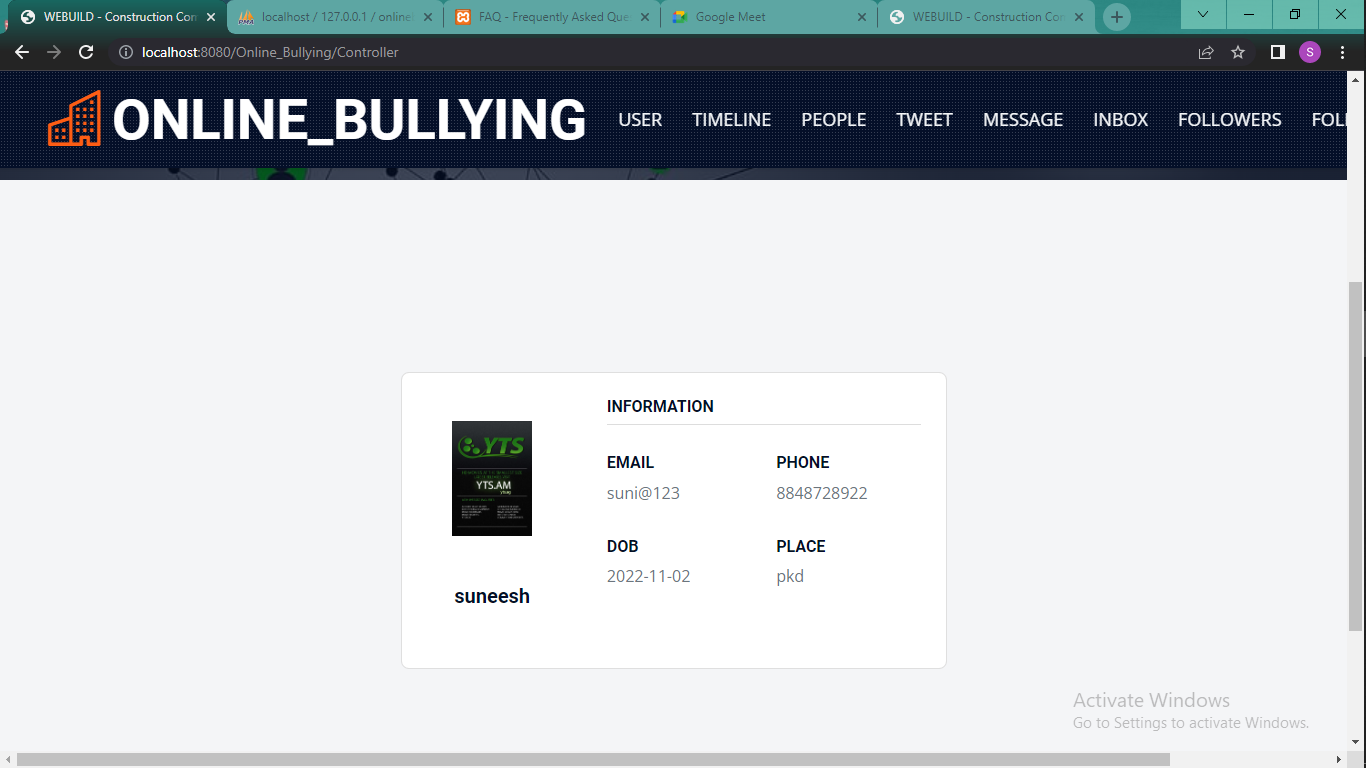 WEBUILD - Construction Con
localhost / 127.0.0.1 / online
FAQ - Frequently Asked Que
Google Meet
WEBUILD - Construction Con
localhost:8080/Online_Bullying/Controller
S
ONLINE_BULLYING
USER
TIMELINE
PEOPLE
TWEET
MESSAGE
INBOX
FOLLOWERS
FOLL
INFORMATION
YTS
YTS.AM
EMAIL
PHONE
suni@123
8848728922
DOB
PLACE
2022-11-02
pkd
suneesh
Activate Windows
Go to Settings to activate Windows.